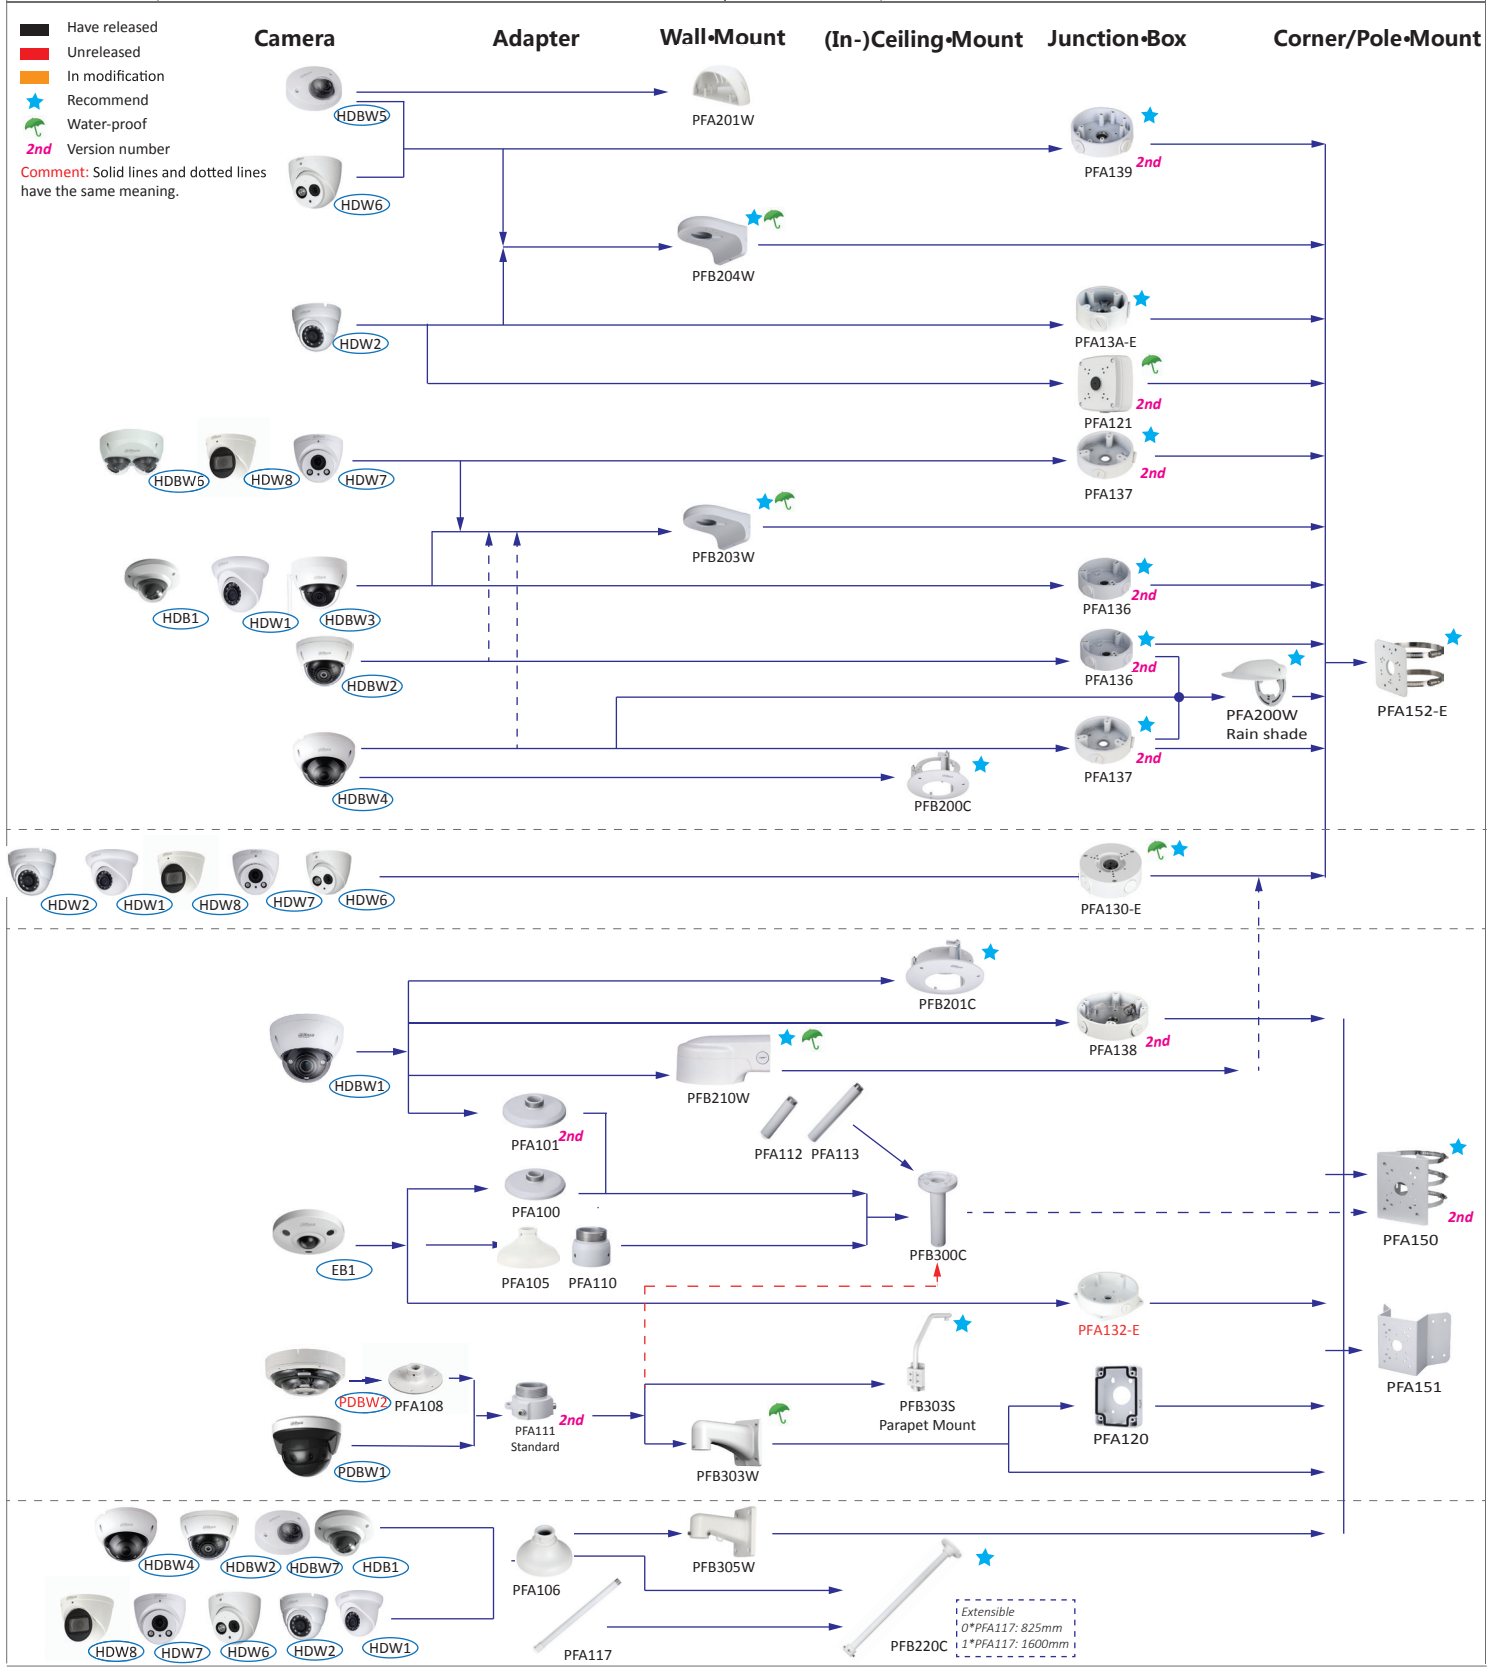 Have released
Unreleased
In modification
Recommend
Water-proof
2nd Version number
Comment: Solid lines and dotted lines
have the same meaning.
Camera Adapter Wall•Mount (In-)Ceiling•Mount Junction•Box Corner/Pole•Mount
HDBW5
PFA201W
2nd
PFA139
HDW6
PFB204W
HDW2
PFA13A-E
2nd
PFA121
HDBW6 HDW8 HDW7
2nd
PFA137
PFB203W
HDB1 HDW1 HDBW3
2nd
PFA136
HDBW2
2nd
PFA136
PFA200W
Rain shade
PFA152-E
HDBW4
PFB200C
2nd
PFA137
HDW2 HDW1 HDW8 HDW7 HDW6
PFA130-E
PFB201C
HDBW1
PFA138 2nd
PFB210W
PFA101 2nd
PFA112 PFA113
PFA100
PFB300C
2nd
PFA150
EB1
PFA105 PFA110
PFA132-E
PDBW2 PFA108
PFA111 2nd
Standard
PFB303S
Parapet Mount
PFA151
PFA120
PDBW1
PFB303W
HDBW4 HDBW2 HDBW7 HDB1
PFA106
PFB305W
HDW8 HDW7 HDW6 HDW2 HDW1
PFA117
PFB220C
Extensible
0*PFA117: 825mm
1*PFA117: 1600mm